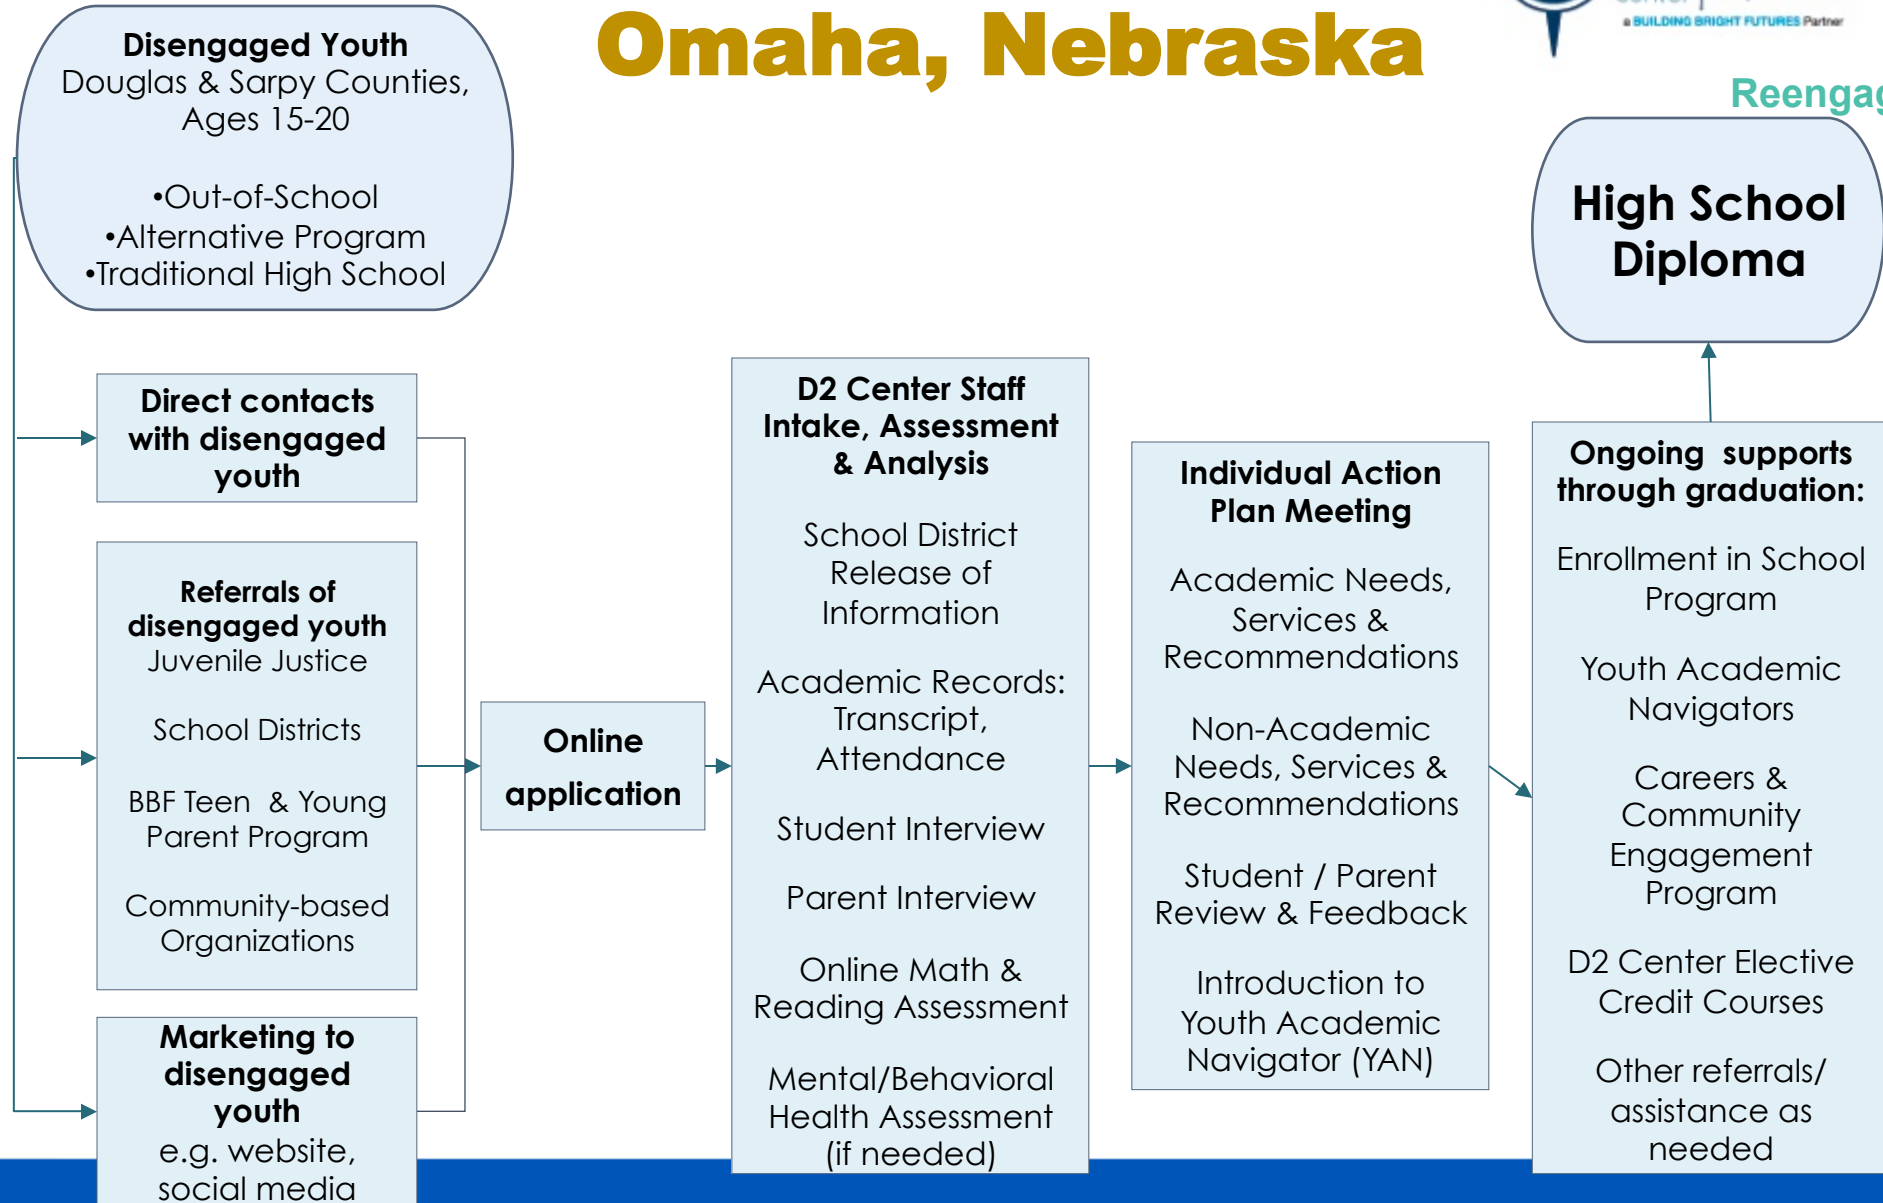 Omaha, Nebraska
a BUILDING BRIGHT FUTURES Partner
Disengaged Youth
Douglas & Sarpy Counties,
Ages 15-20
•Out-of-School
•Alternative Program
•Traditional High School
High School
Diploma
Direct contacts
with disengaged
youth
Referrals of
disengaged youth
Juvenile Justice
School Districts
BBF Teen & Young
Parent Program
Community-based
Organizations
Marketing to
disengaged
youth
e.g. website,
social media
Online
application
D2 Center Staff
Intake, Assessment
& Analysis
School District
Release of
Information
Academic Records:
Transcript,
Attendance
Student Interview
Parent Interview
Online Math &
Reading Assessment
Mental/Behavioral
Health Assessment
(if needed)
Individual Action
Plan Meeting
Academic Needs,
Services &
Recommendations
Non-Academic
Needs, Services &
Recommendations
Student / Parent
Review & Feedback
Introduction to
Youth Academic
Navigator (YAN)
Ongoing supports
through graduation:
Enrollment in School
Program
Youth Academic
Navigators
Careers &
Community
Engagement
Program
D2 Center Elective
Credit Courses
Other referrals/
assistance as
needed